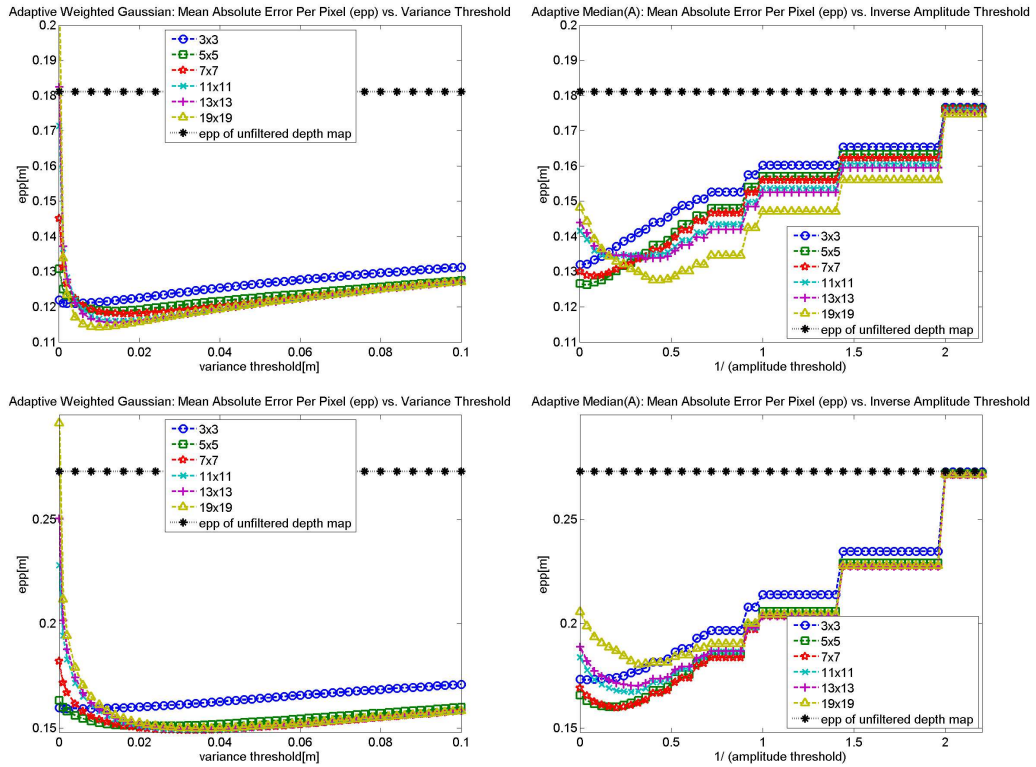 Adaptive Weighted Gaussian: Mean Absolute Error Per Pixel (epp) vs. Variance Threshold
0.2
0.19
0.18
0.17
0.16
0.15
0.14
0.13
0.12
0.11
epp[m]
3x3
5x5
7x7
11x11
13x13
19x19
epp of unfiltered depth map
0
0.02
0.04
0.06
0.08
0.1
variance threshold[m]
Adaptive Median(A): Mean Absolute Error Per Pixel (epp) vs. Inverse Amplitude Threshold
0.2
0.19
0.18
0.17
0.16
0.15
0.14
0.13
0.12
0.11
epp[m]
3x3
5x5
7x7
11x11
13x13
19x19
epp of unfiltered depth map
0
0.5
1
1.5
2
1/ (amplitude threshold)
Adaptive Weighted Gaussian: Mean Absolute Error Per Pixel (epp) vs. Variance Threshold
0.25
0.2
0.15
epp[m]
3x3
5x5
7x7
11x11
13x13
19x19
epp of unfiltered depth map
0
0.02
0.04
0.06
0.08
0.1
variance threshold[m]
Adaptive Median(A): Mean Absolute Error Per Pixel (epp) vs. Inverse Amplitude Threshold
0.25
0.2
0.15
epp[m]
3x3
5x5
7x7
11x11
13x13
19x19
epp of unfiltered depth map
0
0.5
1
1.5
2
1/ (amplitude threshold)